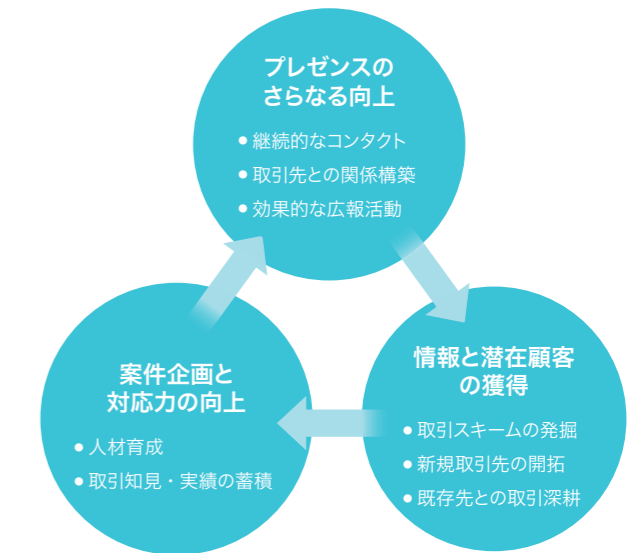 プレゼンスの
さらなる向上
● 継続的なコンタクト
● 取引先との関係構築
● 効果的な広報活動
情報と潜在顧客
の獲得
● 取引スキームの発掘
● 新規取引先の開拓
● 既存先との取引深耕
案件企画と
対応力の向上
● 人材育成
● 取引知見・実績の蓄積